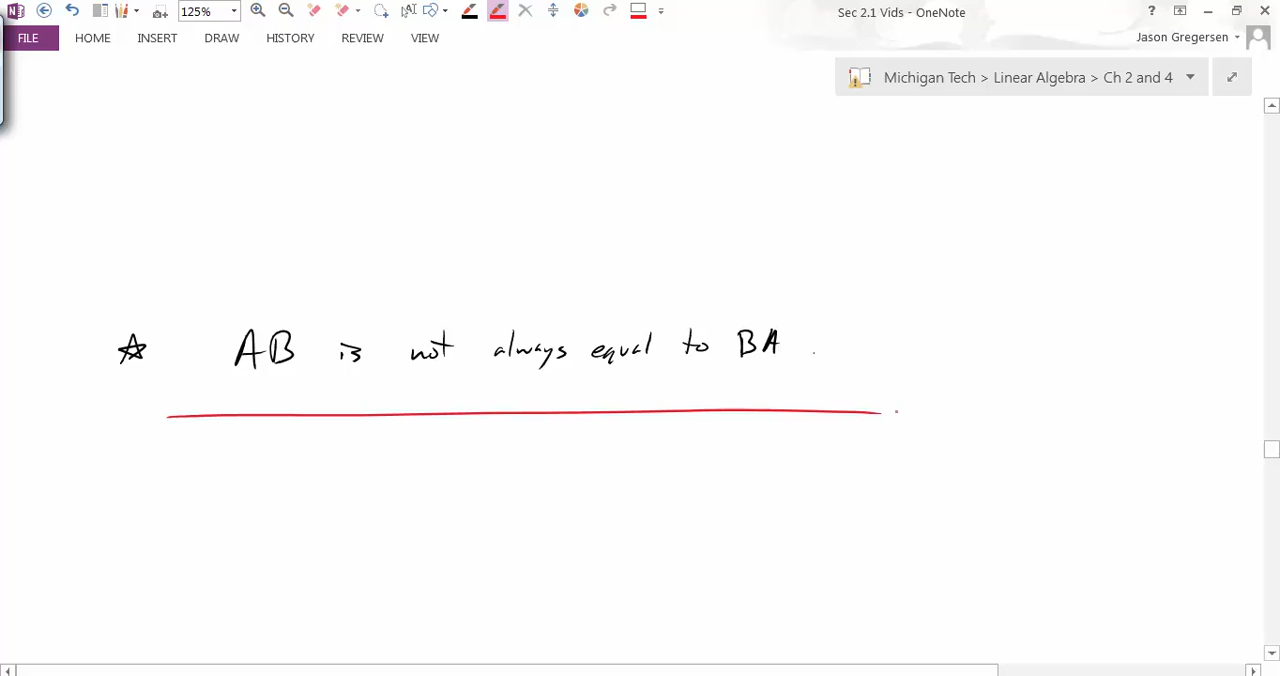 125%
Sec 2.1 Vids - OneNote
?
FILE HOME INSERT DRAW HISTORY REVIEW VIEW
Jason Gregersen
Michigan Tech > Linear Algebra > Ch 2 and 4
☆ AB is not always equal to BA.